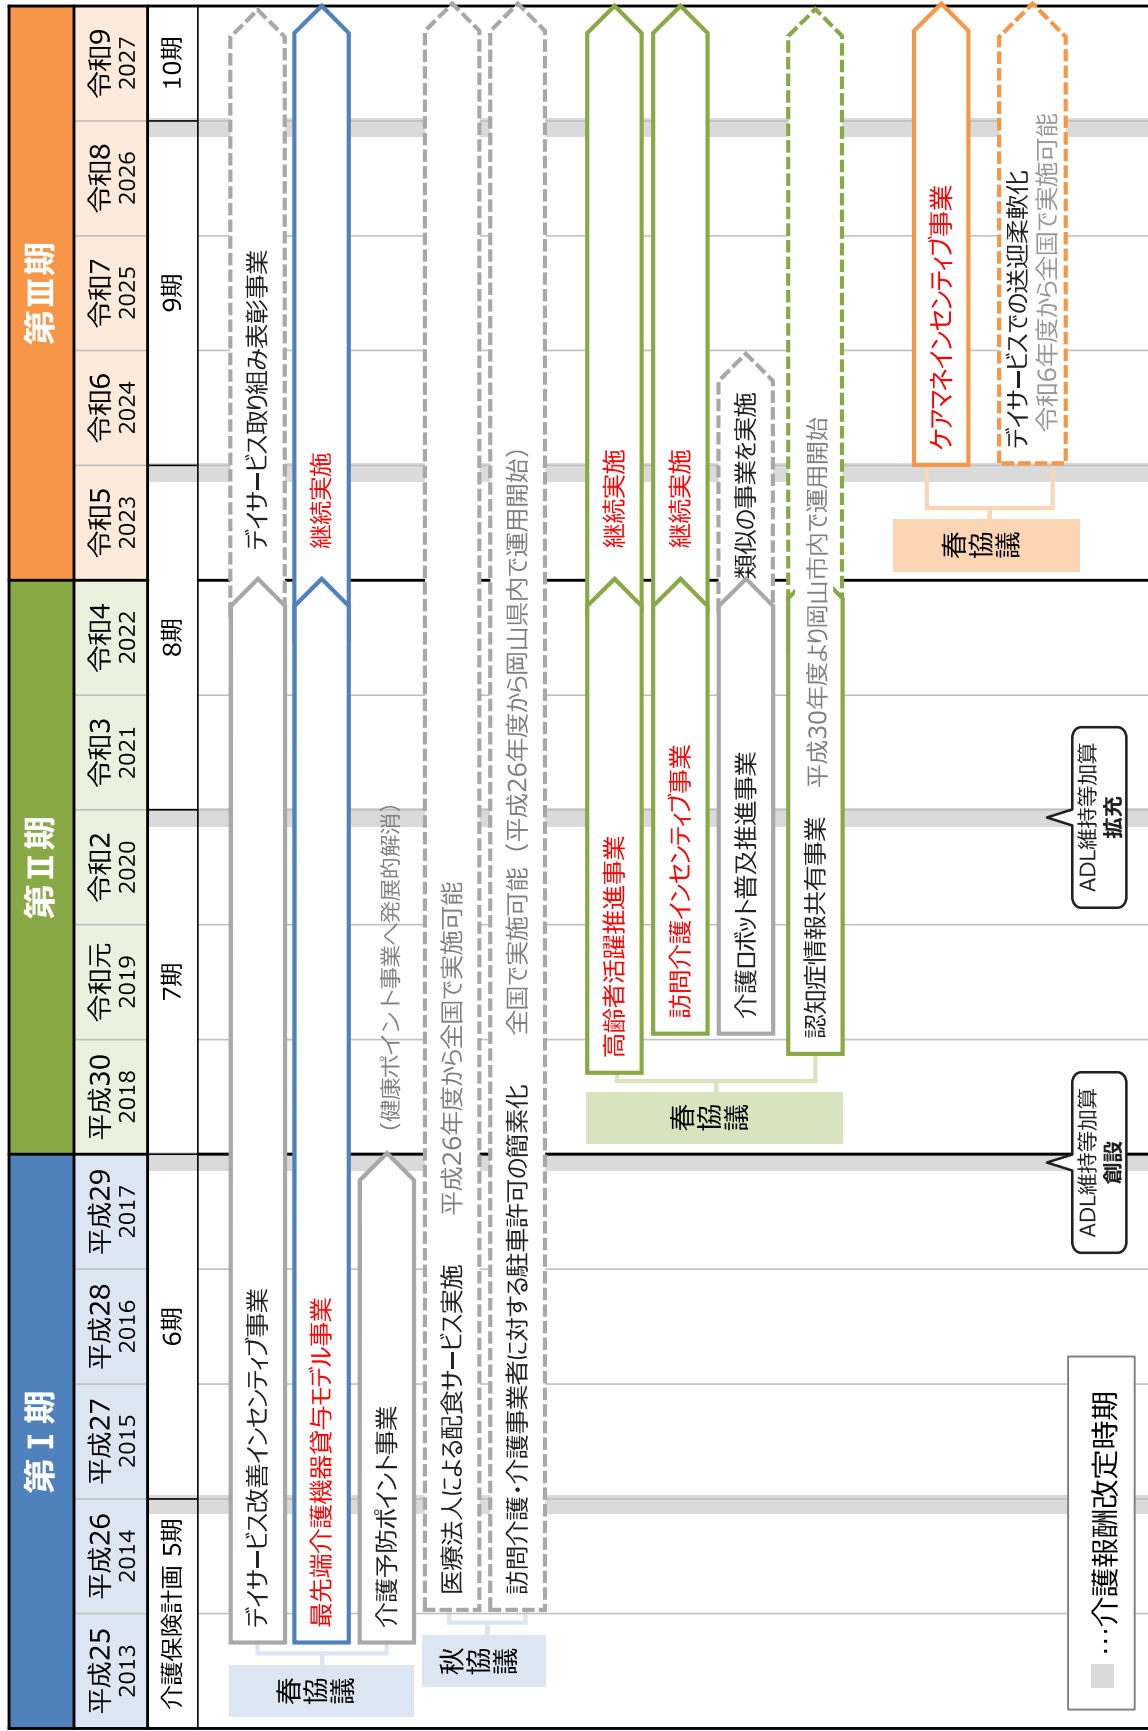 第Ⅰ期
第Ⅱ期
第Ⅲ期
平成25
2013
平成26
2014
平成27
2015
平成28
2016
平成29
2017
平成30
2018
令和元
2019
令和2
2020
令和3
2021
令和4
2022
令和5
2023
令和6
2024
令和7
2025
令和8
2026
令和9
2027
介護保険計画 5期
6期
7期
8期
9期
10期
春
協
議
デイサービス改善インセンティブ事業
デイサービス取り組み表彰事業
最先端介護機器貸与モデル事業
継続実施
介護予防ポイント事業
(健康ポイント事業へ発展的解消)
秋
協
議
医療法人による配食サービス実施
平成26年度から全国で実施可能
訪問介護・介護事業者に対する駐車許可の簡素化
全国で実施可能（平成26年度から岡山県内で運用開始）
春
協
議
高齢者活躍推進事業
継続実施
訪問介護インセンティブ事業
継続実施
介護ロボット普及推進事業
類似の事業を実施
認知症情報共有事業
平成30年度より岡山市内で運用開始
春
協
議
ケアマネインセンティブ事業
デイサービスでの送迎柔軟化
令和6年度から全国で実施可能
…介護報酬改定時期
ADL維持等加算
創設
ADL維持等加算
拡充